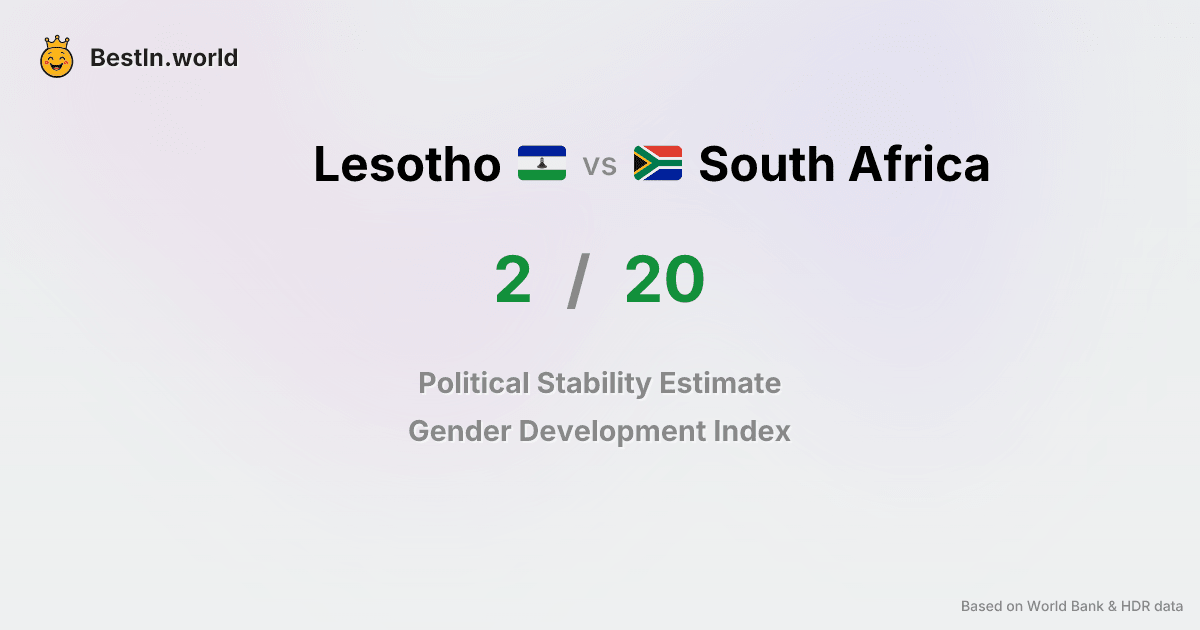 BestIn.world
Lesotho vs South Africa
2 / 20
Political Stability Estimate
Gender Development Index
Based on World Bank & HDR data